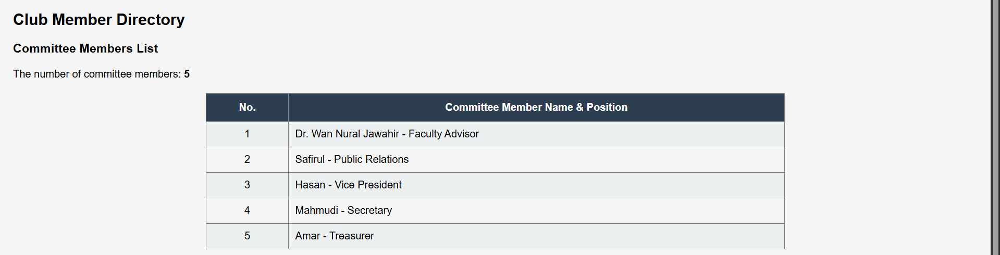 Club Member Directory
Committee Members List
The number of committee members: 5
No. Committee Member Name & Position
1 Dr. Wan Nural Jawahir - Faculty Advisor
2 Safirul - Public Relations
3 Hasan - Vice President
4 Mahmudi - Secretary
5 Amar - Treasurer